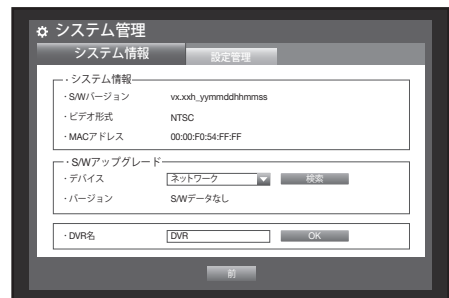 システム管理
システム情報 設定管理
・システム情報
・S/Wバージョン vx.xxh_yymmddhhmmss
・ビデオ形式 NTSC
・MACアドレス 00:00:F0:54:FF:FF
・S/Wアップグレード
・デバイス ネットワーク 検索
・バージョン S/Wデータなし
・DVR名 DVR OK
前